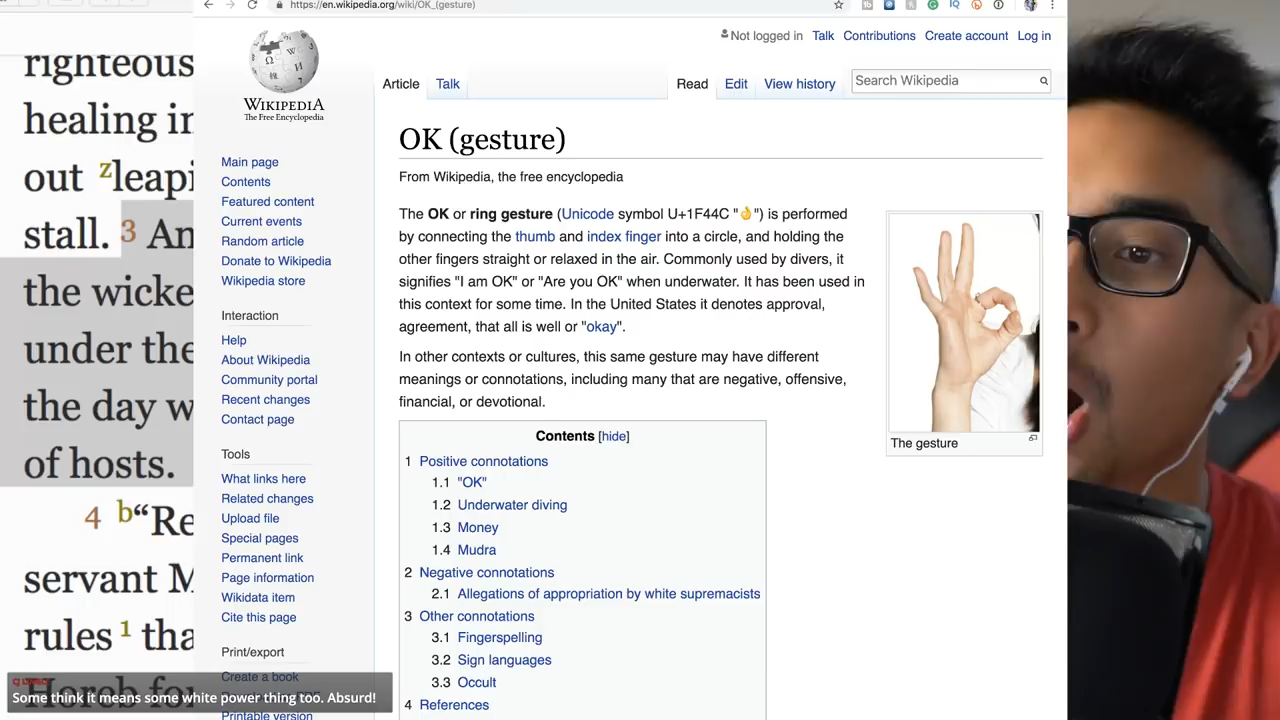 righteous
healing in
out zleapi
stall. 3 An
the wicke
under the
the day w
of hosts.
4 b“Re
servant M
rules 1 tha
Horeb for
https://en.wikipedia.org/wiki/OK_(gesture)
WIKIPEDIA
The Free Encyclopedia
Main page
Contents
Featured content
Current events
Random article
Donate to Wikipedia
Wikipedia store
Interaction
Help
About Wikipedia
Community portal
Recent changes
Contact page
Tools
What links here
Related changes
Upload file
Special pages
Permanent link
Page information
Wikidata item
Cite this page
Print/export
Create a book
Printable version
Not logged in Talk Contributions Create account Log in
Article Talk Read Edit View history Search Wikipedia
OK (gesture)
From Wikipedia, the free encyclopedia
The OK or ring gesture (Unicode symbol U+1F44C "👌") is performed
by connecting the thumb and index finger into a circle, and holding the
other fingers straight or relaxed in the air. Commonly used by divers, it
signifies "I am OK" or "Are you OK" when underwater. It has been used in
this context for some time. In the United States it denotes approval,
agreement, that all is well or "okay".
In other contexts or cultures, this same gesture may have different
meanings or connotations, including many that are negative, offensive,
financial, or devotional.
The gesture
Contents [hide]
1 Positive connotations
1.1 "OK"
1.2 Underwater diving
1.3 Money
1.4 Mudra
2 Negative connotations
2.1 Allegations of appropriation by white supremacists
3 Other connotations
3.1 Fingerspelling
3.2 Sign languages
3.3 Occult
4 References
Some think it means some white power thing too. Absurd!